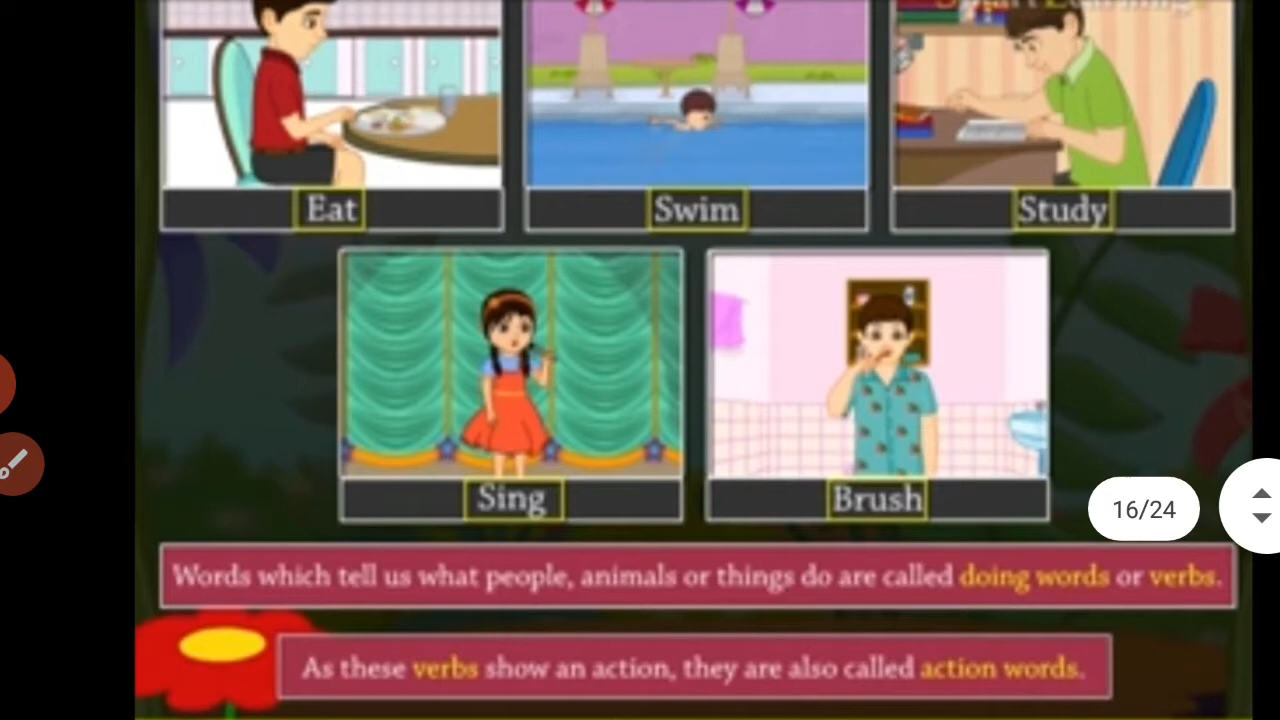 Eat
Swim
Study
Sing
Brush
16/24
Words which tell us what people, animals or things do are called doing words or verbs.
As these verbs show an action, they are also called action words.